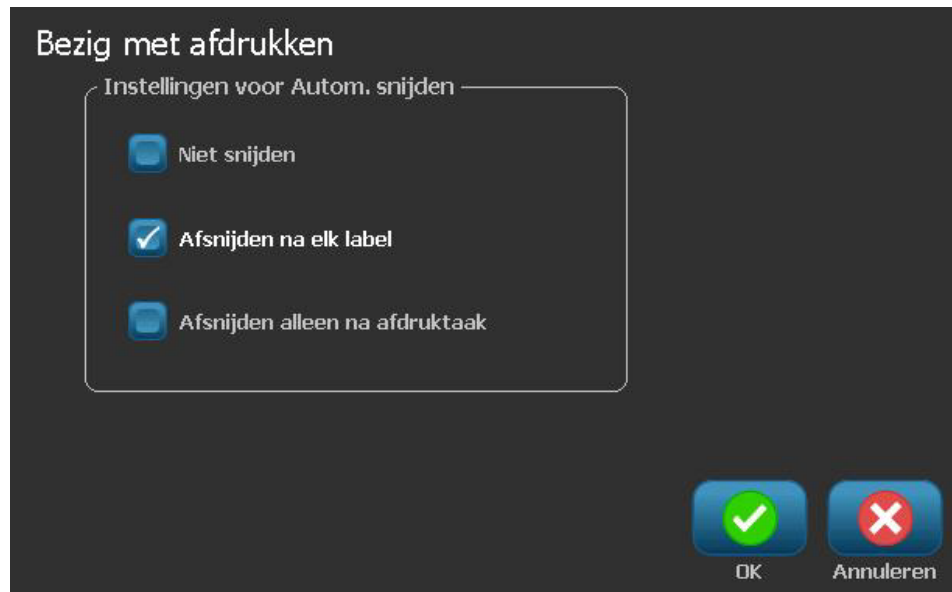 Bezig met afdrukken
Instellingen voor Autom. snijden
Niet snijden
Afsnijden na elk label
Afsnijden alleen na afdruktaak
OK
Annuleren